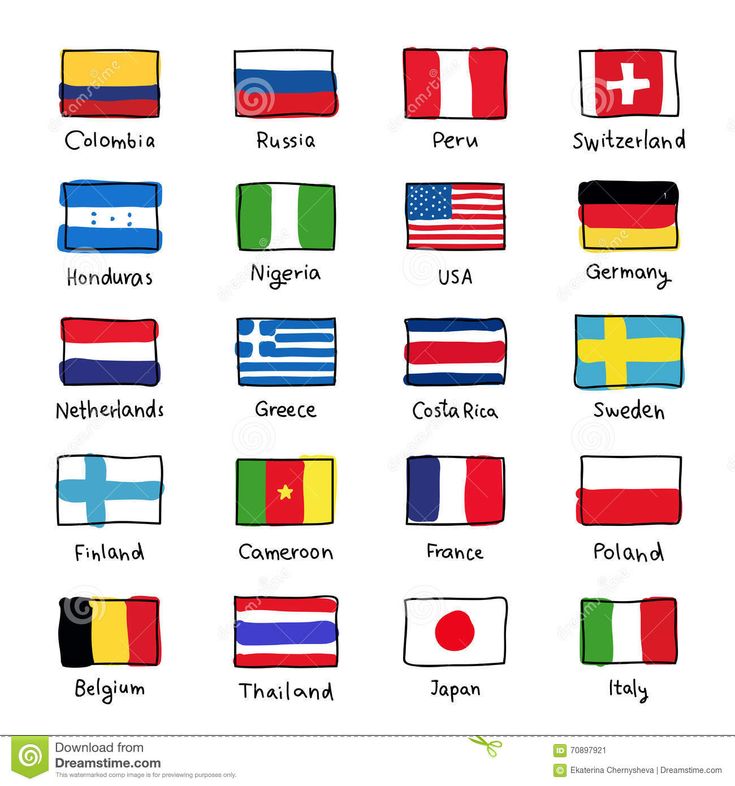 Colombia Russia Peru Switzerland
Honduras Nigeria USA Germany
Netherlands Greece Costa Rica Sweden
Finland Cameroon France Poland
Belgium Thailand Japan Italy
dreamstime
Download from
Dreamstime.com
This watermarked comp image is for previewing purposes only.
ID 70897921
© Ekaterina Chernysheva | Dreamstime.com